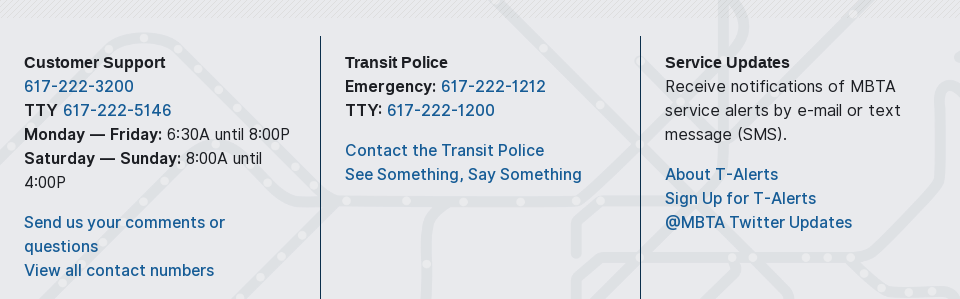 Customer Support
617-222-3200
TTY 617-222-5146
Monday — Friday: 6:30A until 8:00P
Saturday — Sunday: 8:00A until
4:00P
Send us your comments or
questions
View all contact numbers
Transit Police
Emergency: 617-222-1212
TTY: 617-222-1200
Contact the Transit Police
See Something, Say Something
Service Updates
Receive notifications of MBTA
service alerts by e-mail or text
message (SMS).
About T-Alerts
Sign Up for T-Alerts
@MBTA Twitter Updates